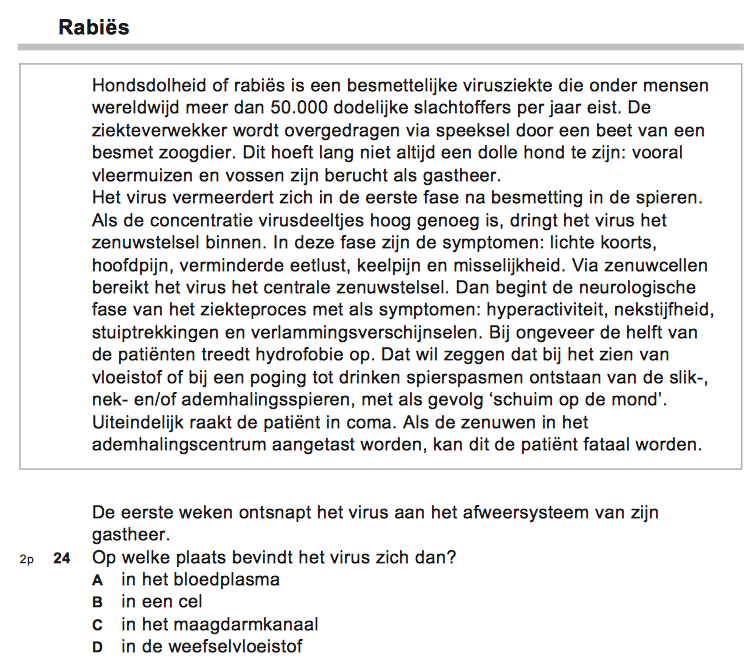 Rabiës
Hondsdolheid of rabiës is een besmettelijke virusziekte die onder mensen
wereldwijd meer dan 50.000 dodelijke slachtoffers per jaar eist. De
ziekteverwekker wordt overgedragen via speeksel door een beet van een
besmet zoogdier. Dit hoeft lang niet altijd een dolle hond te zijn: vooral
vleermuizen en vossen zijn berucht als gastheer.
Het virus vermeerdert zich in de eerste fase na besmetting in de spieren.
Als de concentratie virusdeeltjes hoog genoeg is, dringt het virus het
zenuwstelsel binnen. In deze fase zijn de symptomen: lichte koorts,
hoofdpijn, verminderde eetlust, keelpijn en misselijkheid. Via zenuwcellen
bereikt het virus het centrale zenuwstelsel. Dan begint de neurologische
fase van het ziekteproces met als symptomen: hyperactiviteit, nekstijfheid,
stuiptrekkingen en verlammingsverschijnselen. Bij ongeveer de helft van
de patiënten treedt hydrofobie op. Dat wil zeggen dat bij het zien van
vloeistof of bij een poging tot drinken spierspasmen ontstaan van de slik-,
nek- en/of ademhalingsspieren, met als gevolg ‘schuim op de mond’.
Uiteindelijk raakt de patiënt in coma. Als de zenuwen in het
ademhalingscentrum aangetast worden, kan dit de patiënt fataal worden.
De eerste weken ontsnapt het virus aan het afweersysteem van zijn
gastheer.
2p 24 Op welke plaats bevindt het virus zich dan?
A in het bloedplasma
B in een cel
C in het maagdarmkanaal
D in de weefselvloeistof